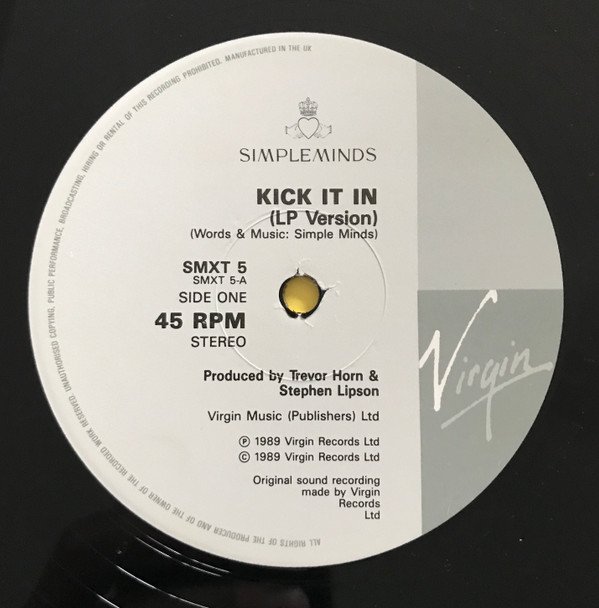 SIMPLEMINDS
KICK IT IN
(LP Version)
(Words & Music: Simple Minds)
SMXT 5
SMXT 5-A
SIDE ONE
45 RPM
STEREO
Produced by Trevor Horn &
Stephen Lipson
Virgin Music (Publishers) Ltd
Ⓟ 1989 Virgin Records Ltd
© 1989 Virgin Records Ltd
Original sound recording
made by Virgin
Records
Ltd
Virgin
ALL RIGHTS OF THE PRODUCER AND OF THE OWNER OF THE RECORDED WORK RESERVED. UNAUTHORISED COPYING, PUBLIC PERFORMANCE, BROADCASTING, HIRING OR RENTAL OF THIS RECORDING PROHIBITED. MANUFACTURED IN THE UK